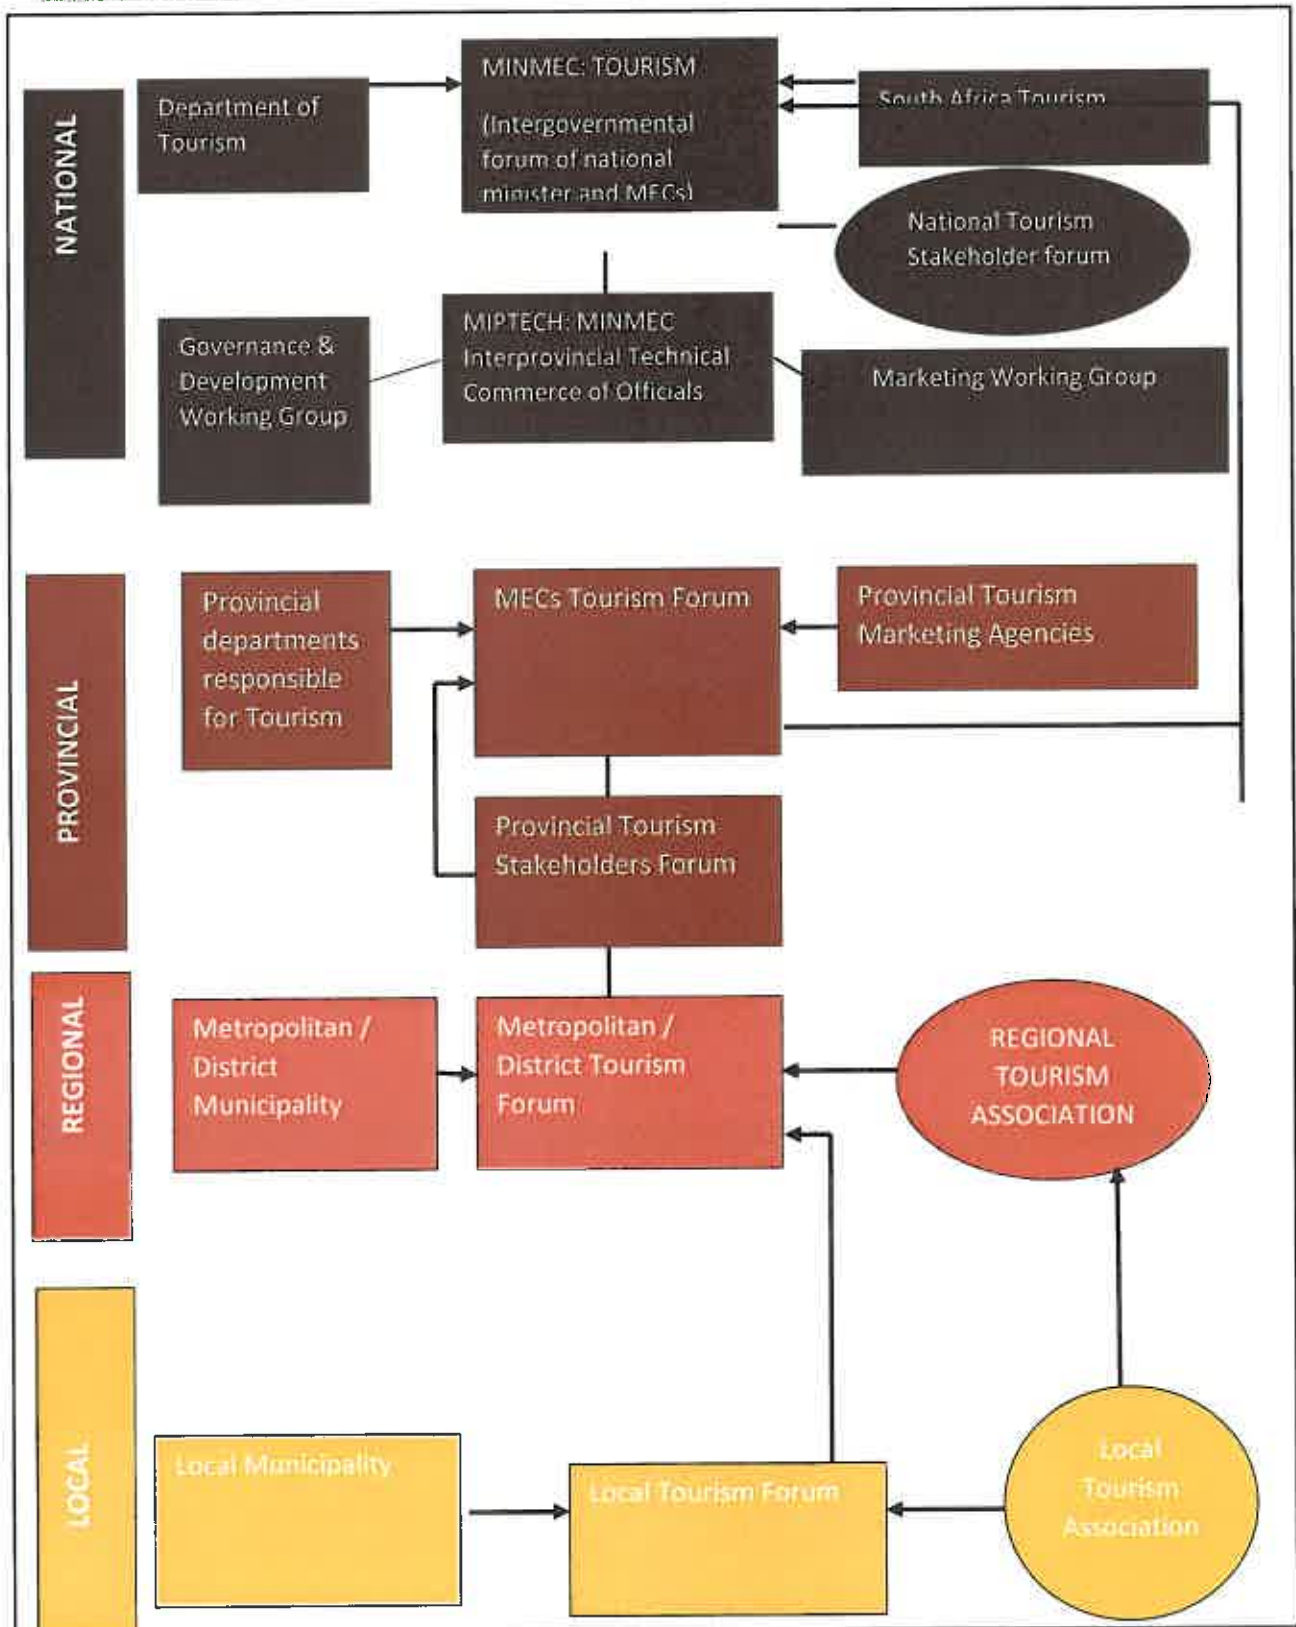 NATIONAL
Department of
Tourism
MINMEC: TOURISM
(Intergovernmental
forum of national
minister and MECs)
South Africa Tourism
National Tourism
Stakeholder forum
Governance &
Development
Working Group
MIPTECH: MINMEC
Interprovincial Technical
Commerce of Officials
Marketing Working Group
PROVINCIAL
Provincial
departments
responsible
for Tourism
MECs Tourism Forum
Provincial Tourism
Marketing Agencies
Provincial Tourism
Stakeholders Forum
REGIONAL
Metropolitan /
District
Municipality
Metropolitan /
District Tourism
Forum
REGIONAL
TOURISM
ASSOCIATION
LOCAL
Local Municipality
Local Tourism Forum
Local
Tourism
Association